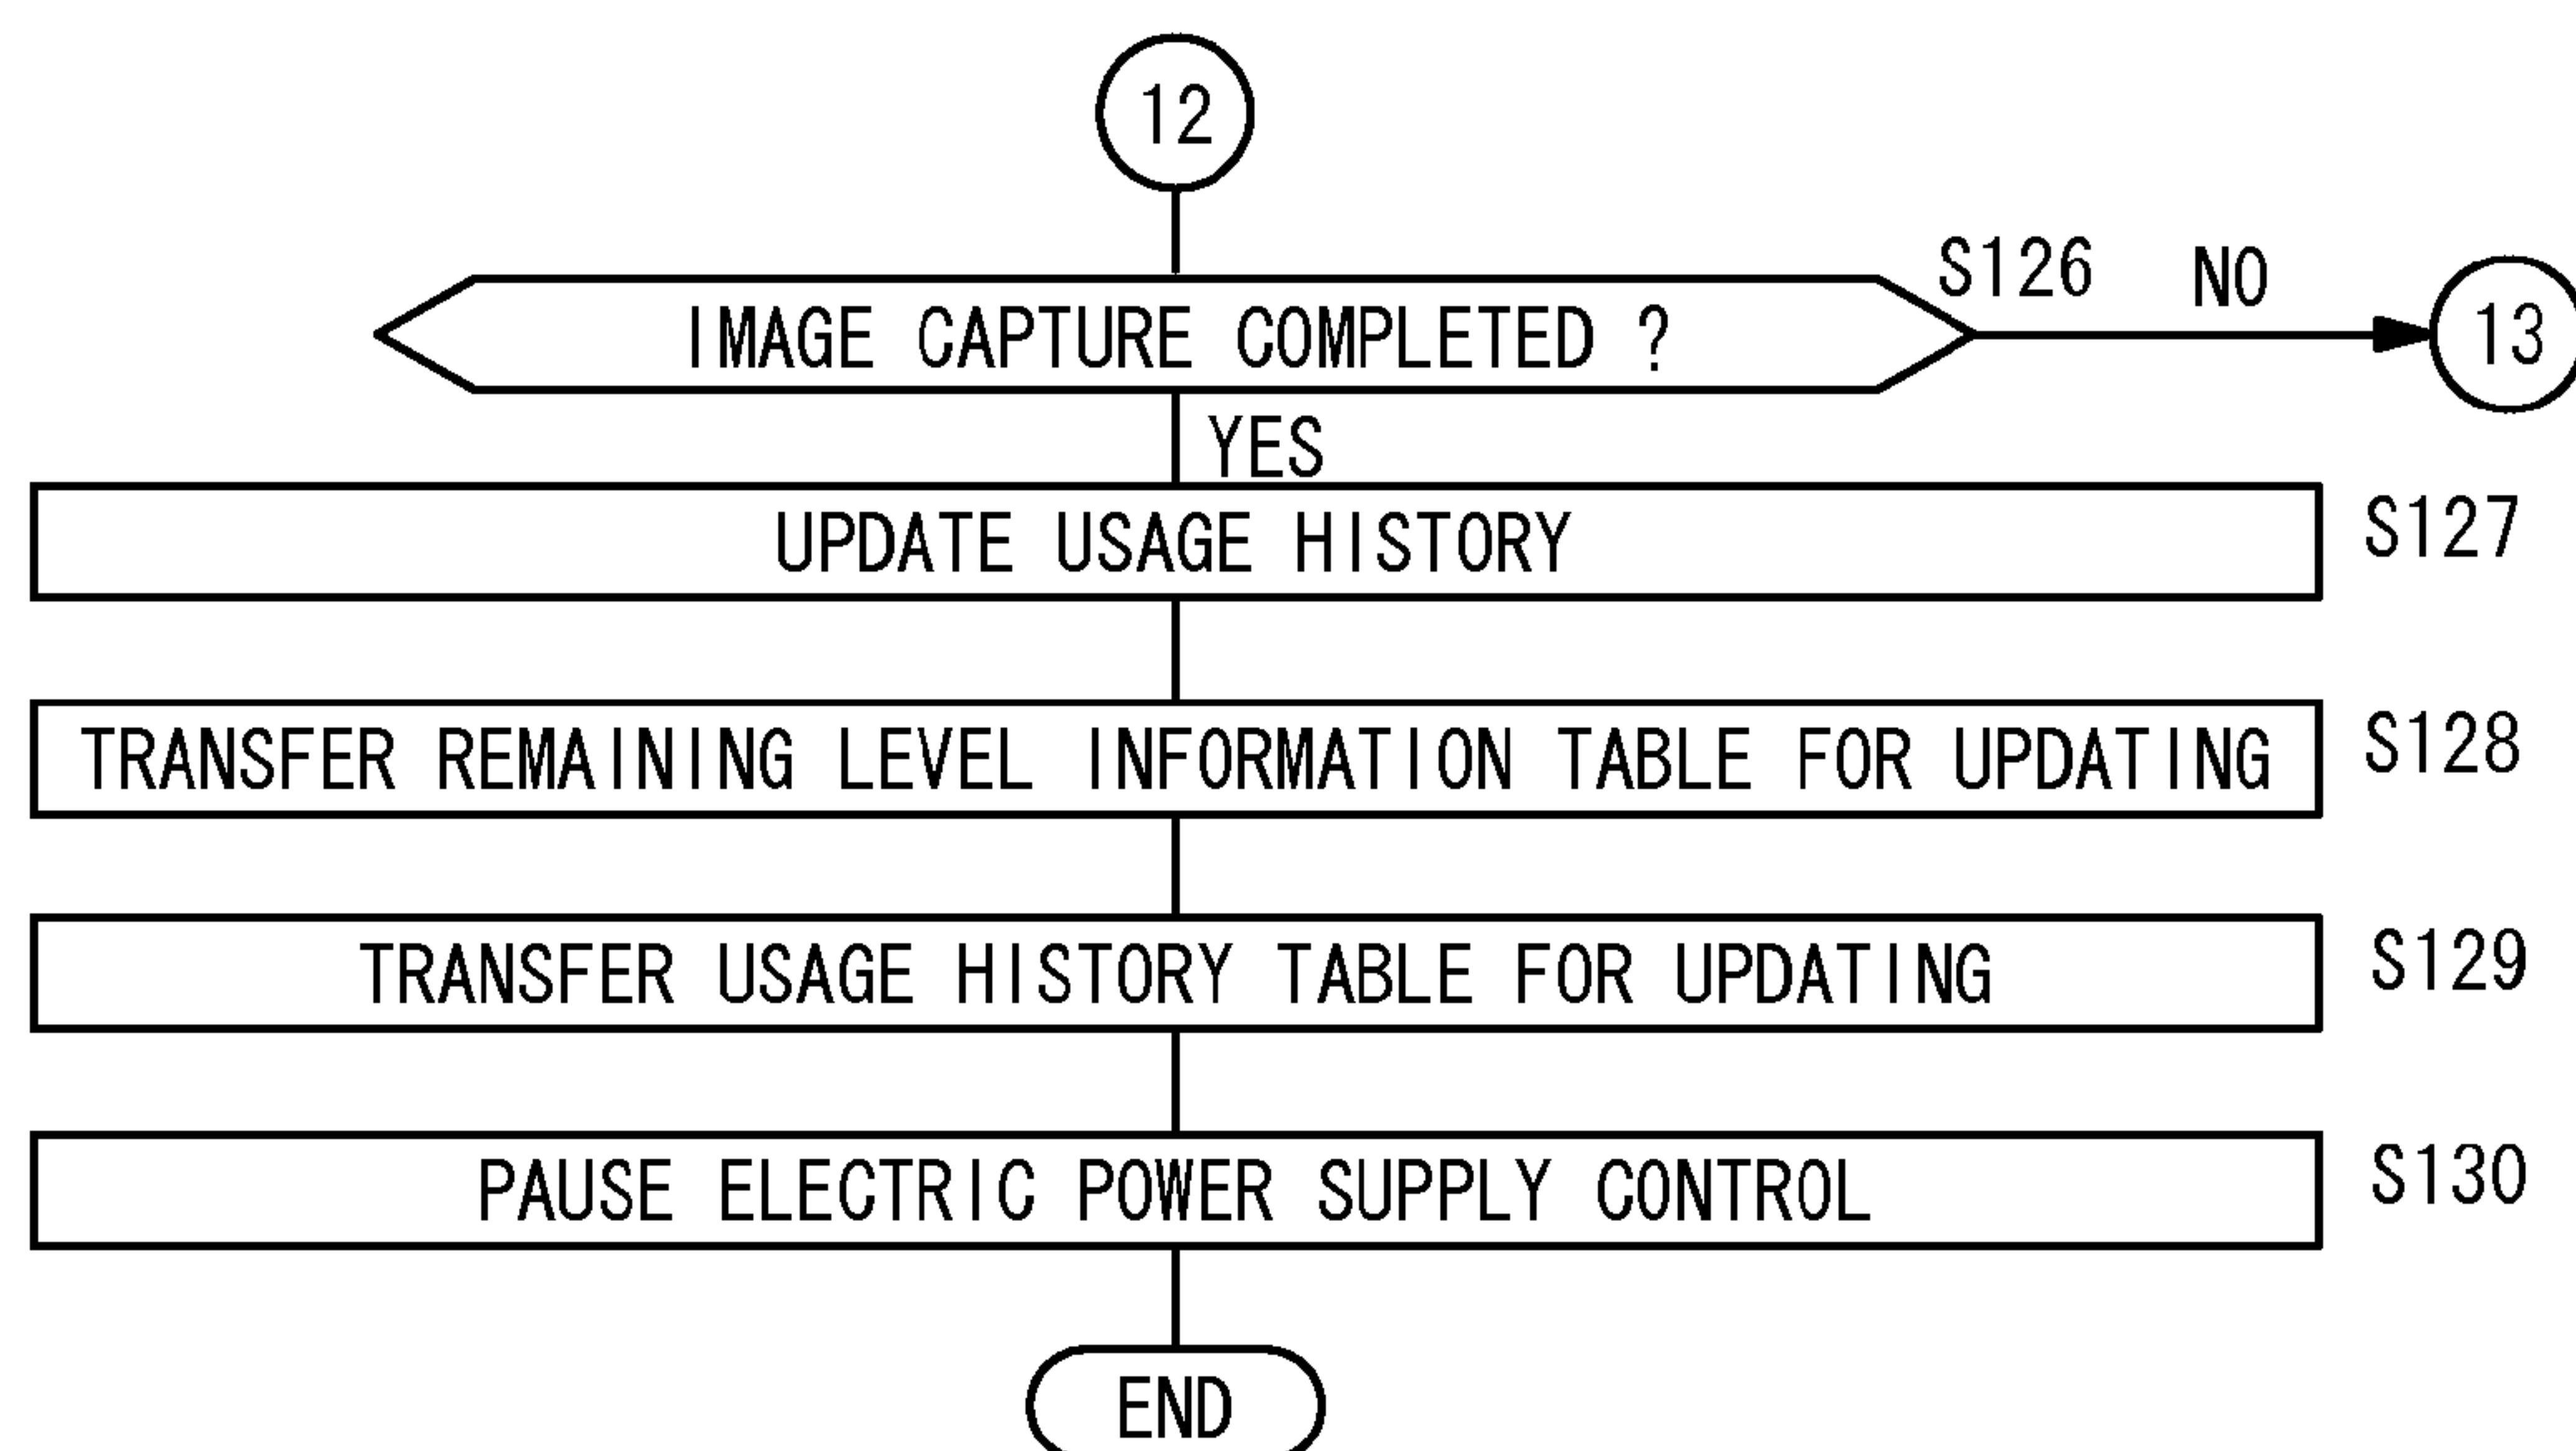 12
IMAGE CAPTURE COMPLETED ?
S126
NO
13
YES
UPDATE USAGE HISTORY
S127
TRANSFER REMAINING LEVEL INFORMATION TABLE FOR UPDATING
S128
TRANSFER USAGE HISTORY TABLE FOR UPDATING
S129
PAUSE ELECTRIC POWER SUPPLY CONTROL
S130
END